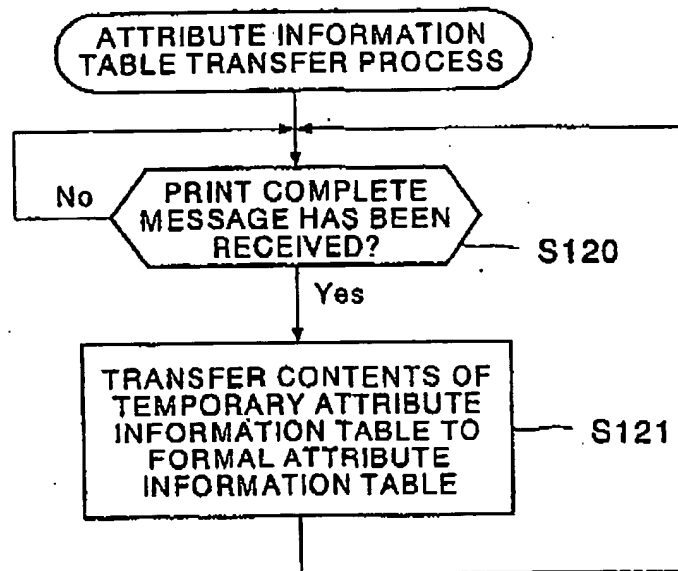 ATTRIBUTE INFORMATION
TABLE TRANSFER PROCESS
No
PRINT COMPLETE
MESSAGE HAS BEEN
RECEIVED?
S120
Yes
TRANSFER CONTENTS OF
TEMPORARY ATTRIBUTE
INFORMATION TABLE TO
FORMAL ATTRIBUTE
INFORMATION TABLE
S121